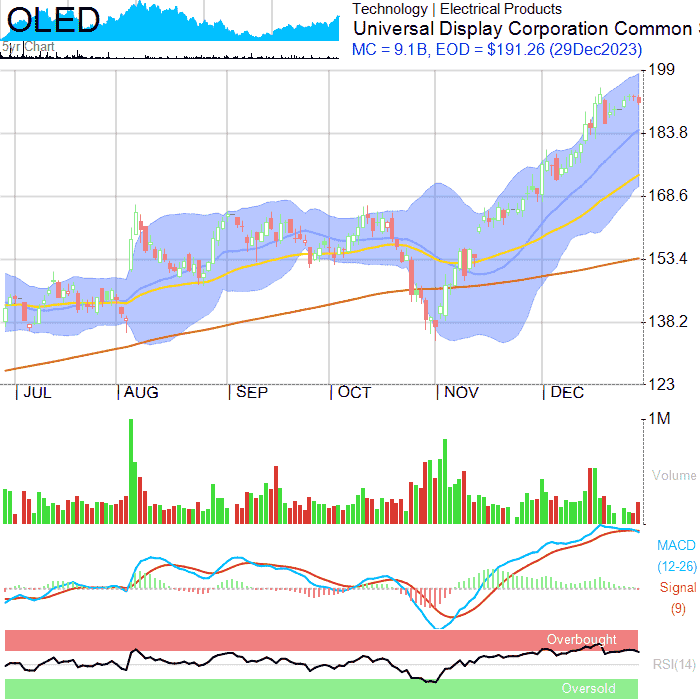 OLED
5yr Chart
Technology | Electrical Products
Universal Display Corporation Common
MC = 9.1B, EOD = $191.26 (29Dec2023)
199
183.8
168.6
153.4
138.2
123
JUL AUG SEP OCT NOV DEC
1M
Volume
MACD
(12-26)
Signal
(9)
Overbought
RSI(14)
Oversold